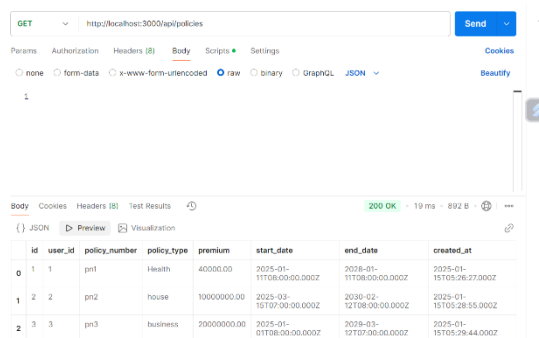 GET http://localhost:3000/api/policies Send
Params Authorization Headers (8) Body Scripts Settings Cookies
none form-data x-www-form-urlencoded raw binary GraphQL JSON Beautify
1
Body Cookies Headers (8) Test Results 200 OK • 19 ms • 892 B
{} JSON Preview Visualization
id user_id policy_number policy_type premium start_date end_date created_at
0 1 1 pn1 Health 40000.00 2025-01-11T08:00:00.000Z 2028-01-11T08:00:00.000Z 2025-01-15T05:26:27.000Z
1 2 2 pn2 house 10000000.00 2025-03-15T07:00:00.000Z 2030-02-12T08:00:00.000Z 2025-01-15T05:28:55.000Z
2 3 3 pn3 business 20000000.00 2025-01-01T08:00:00.000Z 2029-03-12T07:00:00.000Z 2025-01-15T05:29:44.000Z